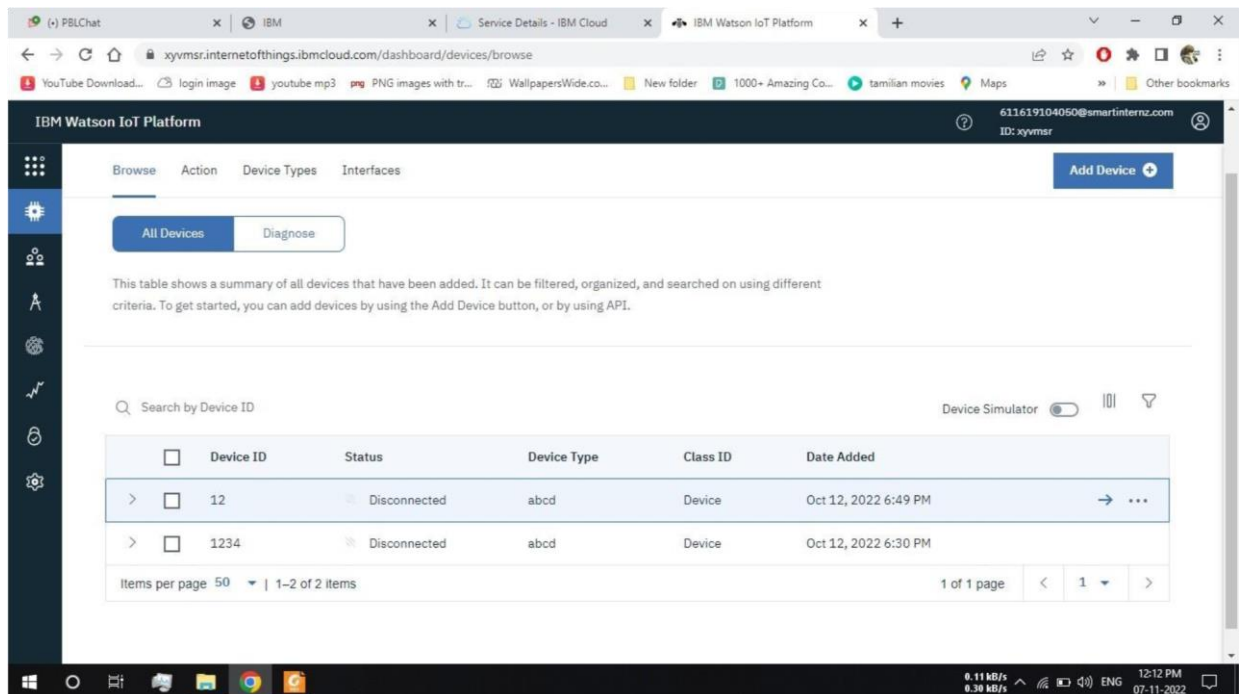 (•) PBLChat IBM Service Details - IBM Cloud IBM Watson IoT Platform
xyvmsr.internetofthings.ibmcloud.com/dashboard/devices/browse
YouTube Download... login image youtube mp3 png PNG images with tr... WallpapersWide.co... New folder 1000+ Amazing Co... tamilian movies Maps » Other bookmarks
IBM Watson IoT Platform
611619104050@smartinternz.com
ID: xyvmsr
Browse Action Device Types Interfaces Add Device
All Devices Diagnose
This table shows a summary of all devices that have been added. It can be filtered, organized, and searched on using different
criteria. To get started, you can add devices by using the Add Device button, or by using API.
Search by Device ID Device Simulator
Device ID Status Device Type Class ID Date Added
12 Disconnected abcd Device Oct 12, 2022 6:49 PM
1234 Disconnected abcd Device Oct 12, 2022 6:30 PM
Items per page 50 | 1–2 of 2 items 1 of 1 page 1
0.11 kB/s
0.30 kB/s
ENG
12:12 PM
07-11-2022